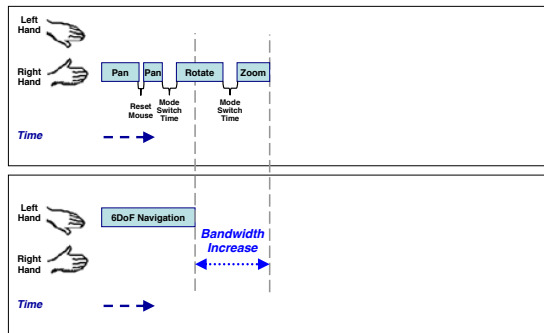 Left
Hand
Right
Hand
Pan
Pan
Rotate
Zoom
Reset
Mouse
Mode
Switch
Time
Mode
Switch
Time
Time
Left
Hand
6DoF Navigation
Bandwidth
Increase
Right
Hand
Time